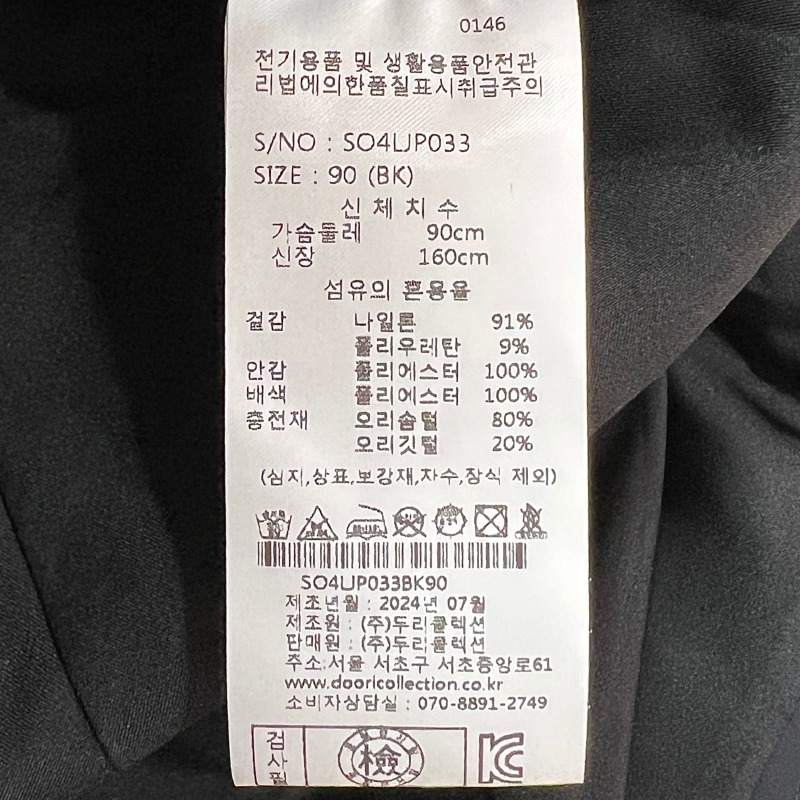 0146
전기용품 및 생활용품안전관
리법에의한품질표시취급주의
S/NO : SO4LJP033
SIZE : 90 (BK)
신 체 치 수
가슴둘레 90cm
신장 160cm
섬유의 혼용율
겉감 나일론 91%
폴리우레탄 9%
안감 폴리에스터 100%
배색 폴리에스터 100%
충전재 오리솜털 80%
오리깃털 20%
(심지,상표,보강재,자수,장식 제외)
SO4LJP033BK90
제조년월 : 2024년 07월
제조원 : (주)두리콜렉션
판매원 : (주)두리콜렉션
주소:서울 서초구 서초중앙로61
www.dooricollection.co.kr
소비자상담실 : 070-8891-2749
검사필 檢 KC